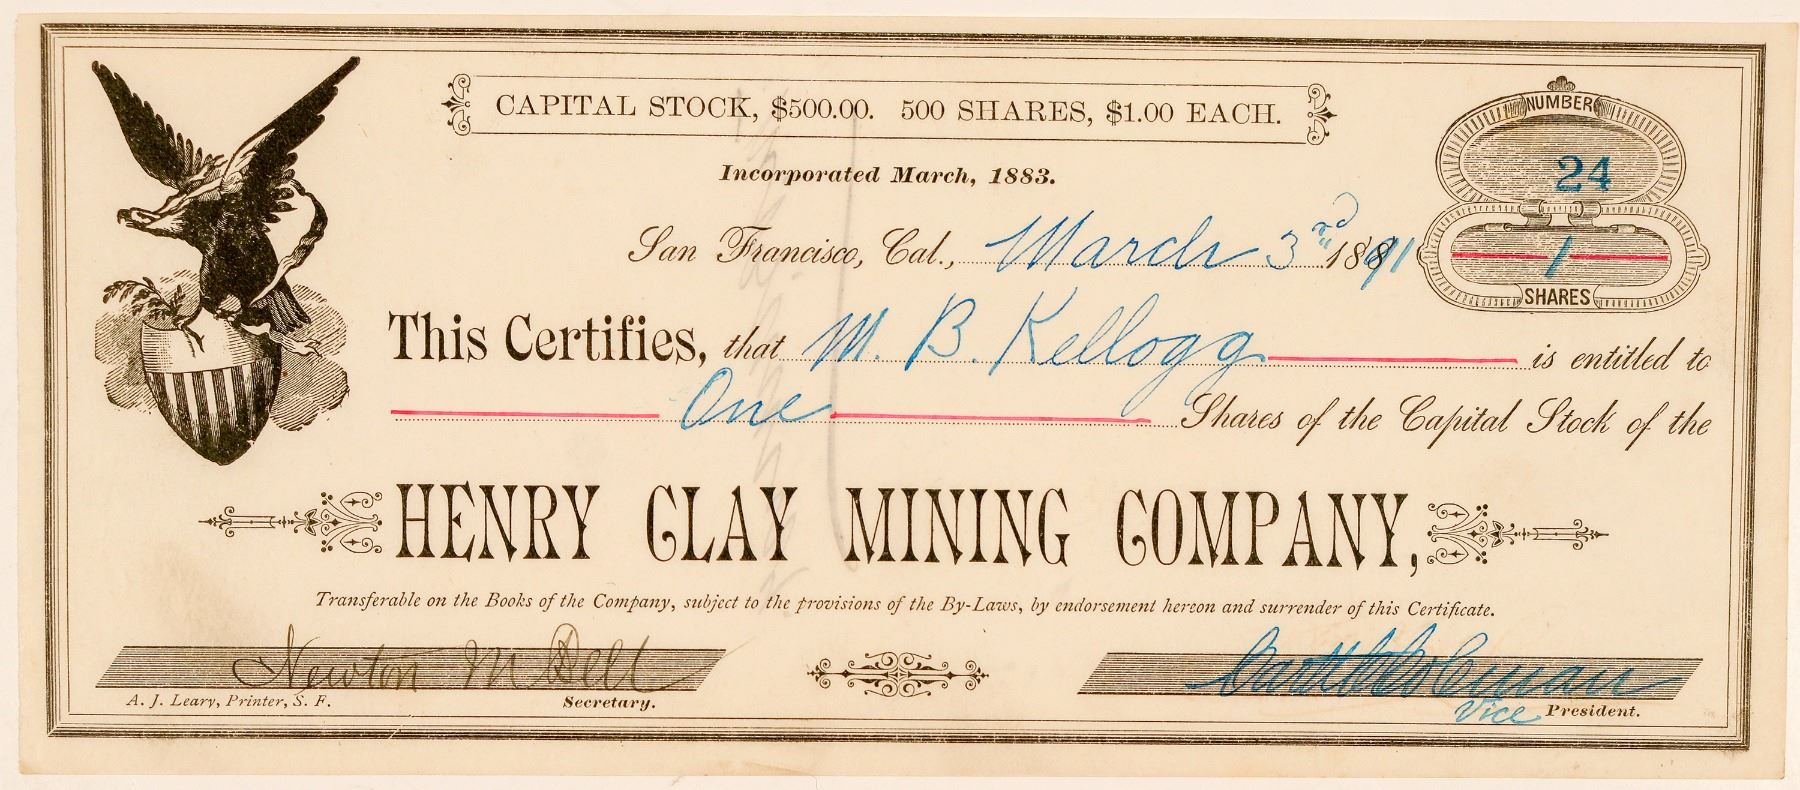 CAPITAL STOCK, $500.00. 500 SHARES, $1.00 EACH.
NUMBER
24
Incorporated March, 1883.
San Francisco, Cal., March 3rd 1891
1
SHARES
This Certifies, that M. B. Kellogg is entitled to
One Shares of the Capital Stock of the
HENRY CLAY MINING COMPANY,
Transferable on the Books of the Company, subject to the provisions of the By-Laws, by endorsement hereon and surrender of this Certificate.
Newton M Bell
Coleman
A. J. Leary, Printer, S. F.
Secretary.
Vice President.